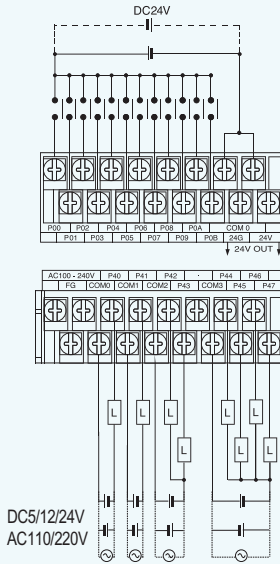 DC24V
P00 P02 P04 P06 P08 P0A COM 0
P01 P03 P05 P07 P09 P0B 24G 24V
24V OUT
AC100 - 240V P40 P41 P42 · P44 P46
FG COM0 COM1 COM2 P43 COM3 P45 P47
L
L
L
L
L
L
L
L
DC5/12/24V
AC110/220V